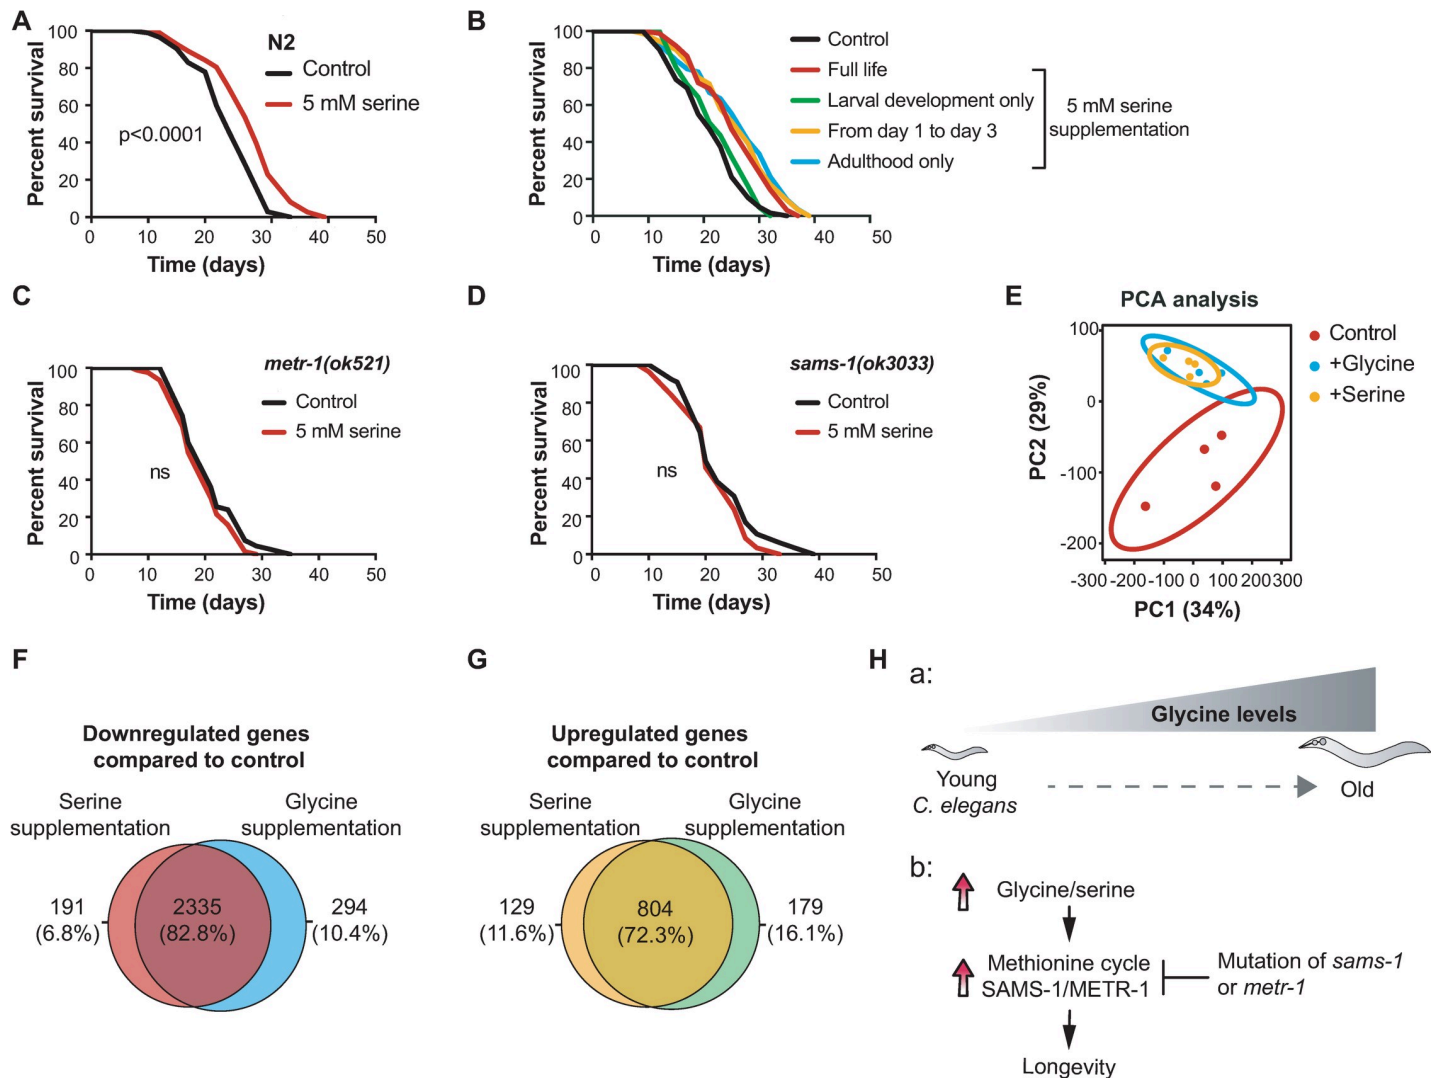 A
N2
Control
5 mM serine
p<0.0001
Percent survival
100
80
60
40
20
0
0 10 20 30 40 50
Time (days)
B
Control
Full life
Larval development only
From day 1 to day 3
Adulthood only
5 mM serine
supplementation
Percent survival
100
80
60
40
20
0
0 10 20 30 40 50
Time (days)
C
metr-1(ok521)
Control
5 mM serine
ns
Percent survival
100
80
60
40
20
0
0 10 20 30 40 50
Time (days)
D
sams-1(ok3033)
Control
5 mM serine
ns
Percent survival
100
80
60
40
20
0
0 10 20 30 40 50
Time (days)
E
PCA analysis
Control
+Glycine
+Serine
PC2 (29%)
100
0
-100
-200
-300 -200 -100 0 100 200 300
PC1 (34%)
F
Downregulated genes
compared to control
Serine
supplementation
Glycine
supplementation
191
(6.8%)
2335
(82.8%)
294
(10.4%)
G
Upregulated genes
compared to control
Serine
supplementation
Glycine
supplementation
129
(11.6%)
804
(72.3%)
179
(16.1%)
H
a:
Glycine levels
Young
C. elegans
Old
b:
Glycine/serine
Methionine cycle
SAMS-1/METR-1
Mutation of sams-1
or metr-1
Longevity